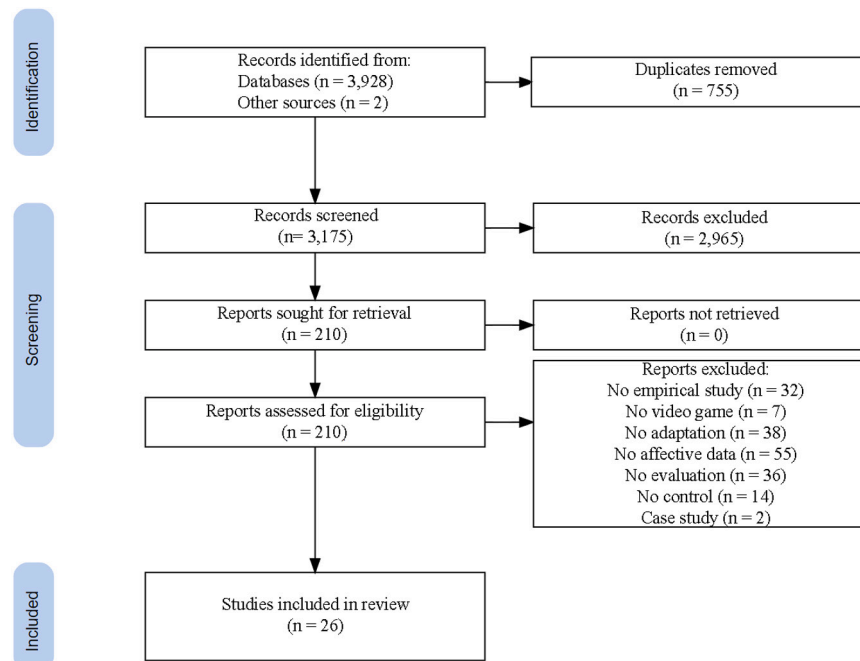 Identification
Records identified from:
Databases (n = 3,928)
Other sources (n = 2)
Duplicates removed
(n = 755)
Screening
Records screened
(n= 3,175)
Records excluded
(n = 2,965)
Reports sought for retrieval
(n = 210)
Reports not retrieved
(n = 0)
Reports assessed for eligibility
(n = 210)
Reports excluded:
No empirical study (n = 32)
No video game (n = 7)
No adaptation (n = 38)
No affective data (n = 55)
No evaluation (n = 36)
No control (n = 14)
Case study (n = 2)
Included
Studies included in review
(n = 26)